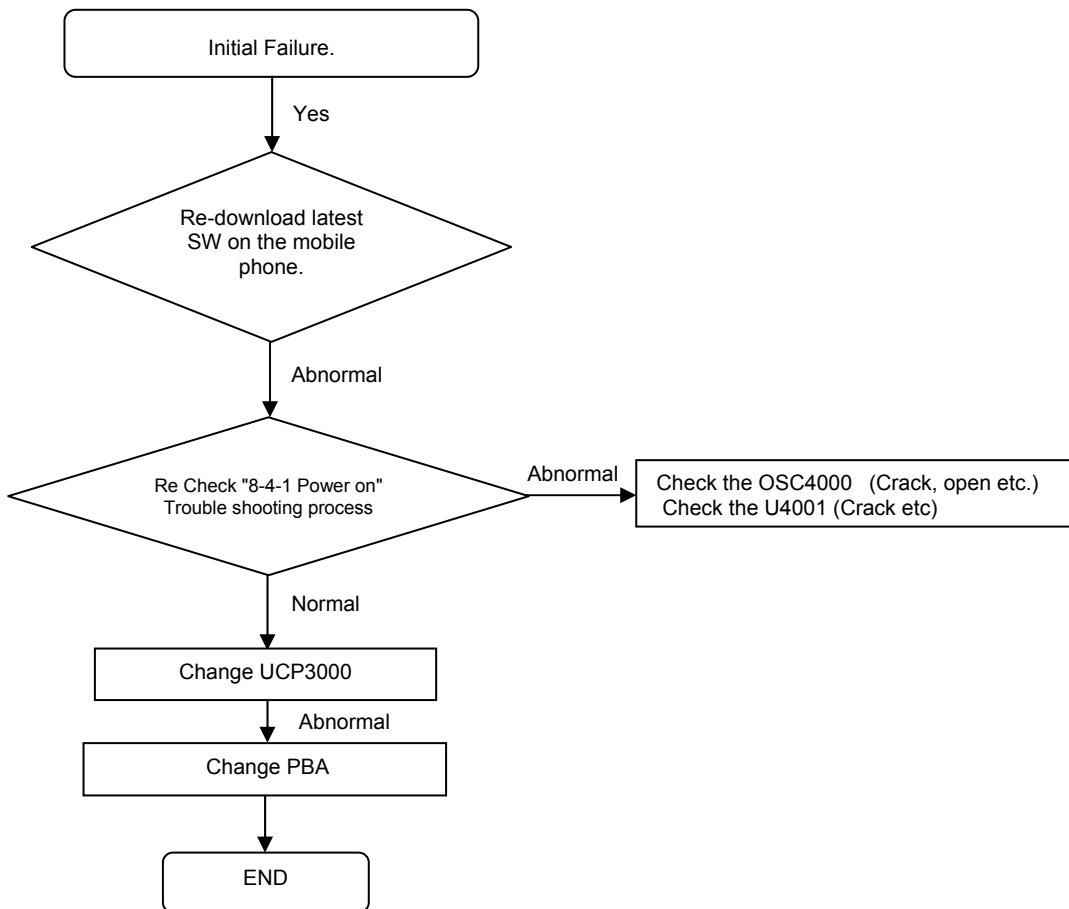 Initial Failure.
Yes
Re-download latest
SW on the mobile
phone.
Abnormal
Re Check "8-4-1 Power on"
Trouble shooting process
Abnormal
Check the OSC4000 (Crack, open etc.)
Check the U4001 (Crack etc)
Normal
Change UCP3000
Abnormal
Change PBA
END